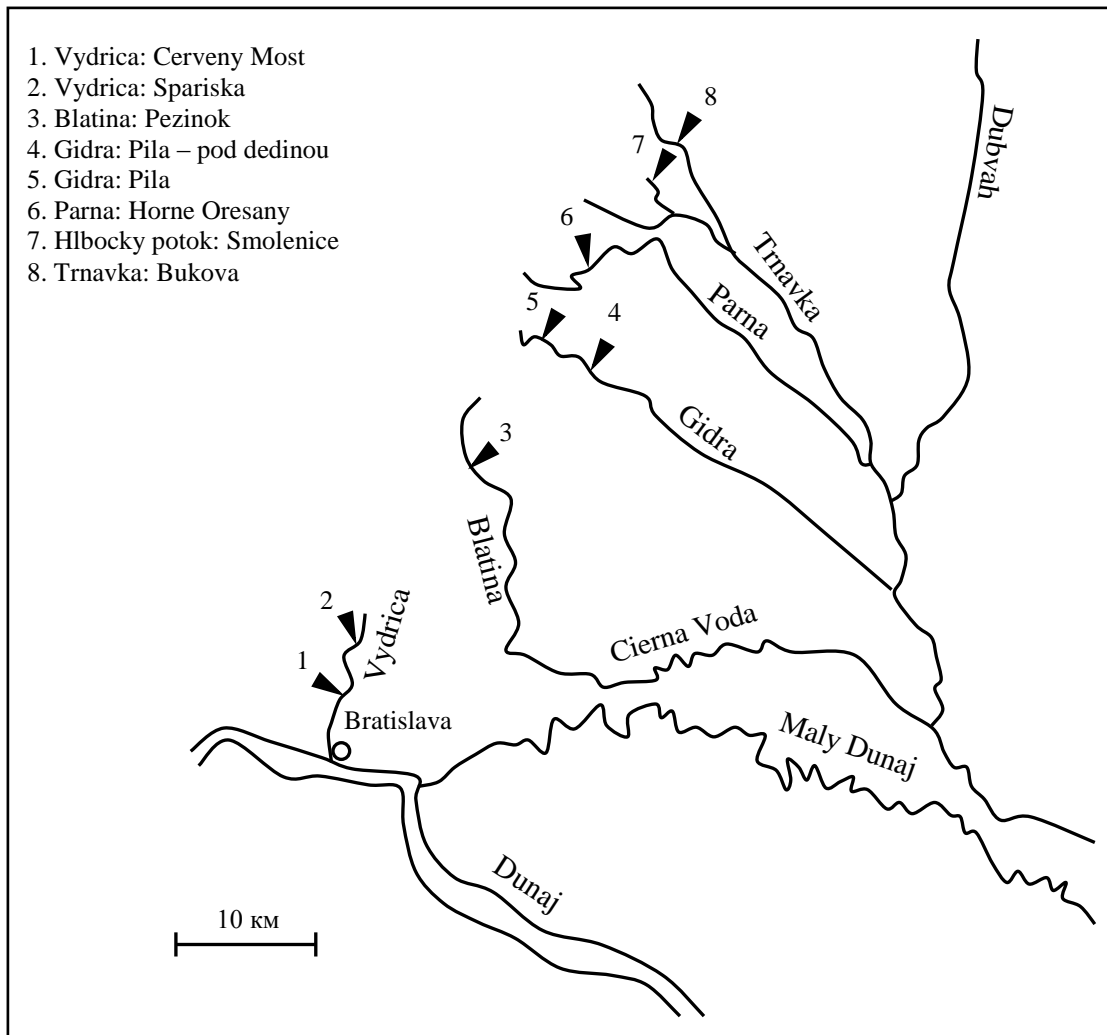 1. Vydrica: Cerveny Most
2. Vydrica: Spariska
3. Blatina: Pezinok
4. Gidra: Pila – pod dedinou
5. Gidra: Pila
6. Parna: Horne Oresany
7. Hlbocky potok: Smolenice
8. Trnavka: Bukova
8
7
Dubvah
6
Trnavka
5
4
Parna
Gidra
3
Blatina
2
Vydrica
Cierna Voda
1
Bratislava
Maly Dunaj
Dunaj
10 км